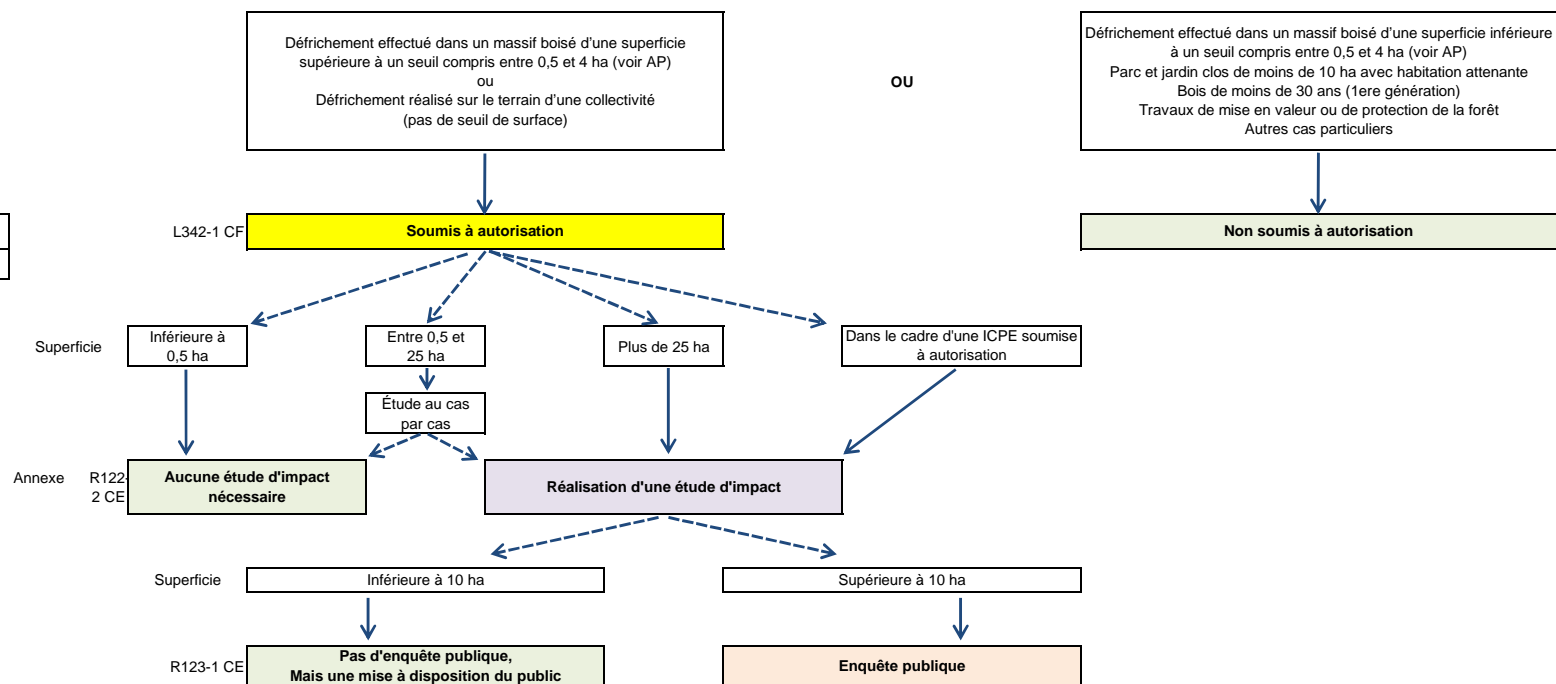 Défrichement effectué dans un massif boisé d'une superficie
supérieure à un seuil compris entre 0,5 et 4 ha (voir AP)
ou
Défrichement réalisé sur le terrain d'une collectivité
(pas de seuil de surface)
OU
Défrichement effectué dans un massif boisé d'une superficie inférieure
à un seuil compris entre 0,5 et 4 ha (voir AP)
Parc et jardin clos de moins de 10 ha avec habitation attenante
Bois de moins de 30 ans (1ere génération)
Travaux de mise en valeur ou de protection de la forêt
Autres cas particuliers
L342-1 CF
Soumis à autorisation
Non soumis à autorisation
Superficie
Inférieure à
0,5 ha
Entre 0,5 et
25 ha
Plus de 25 ha
Dans le cadre d'une ICPE soumise
à autorisation
Étude au cas
par cas
Annexe
R122-
2 CE
Aucune étude d'impact
nécessaire
Réalisation d'une étude d'impact
Superficie
Inférieure à 10 ha
Supérieure à 10 ha
R123-1 CE
Pas d'enquête publique,
Mais une mise à disposition du public
Enquête publique